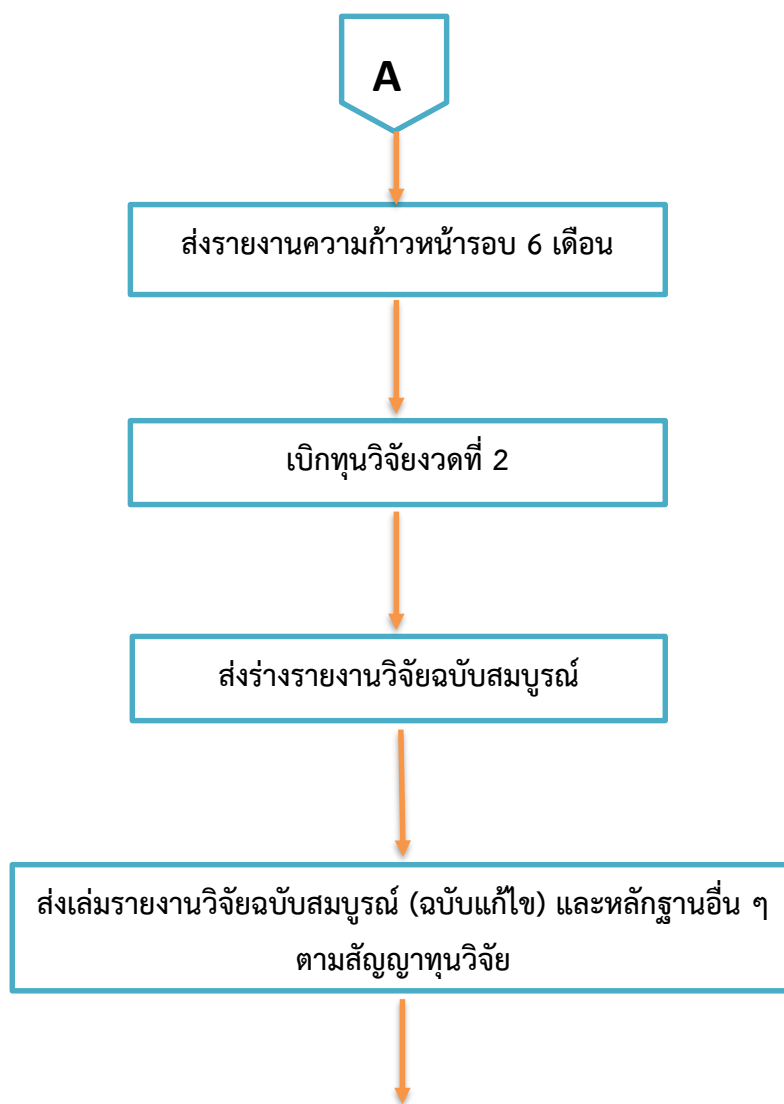 A
ส่งรายงานความก้าวหน้ารอบ 6 เดือน
เบิกทุนวิจัยงวดที่ 2
ส่งร่างรายงานวิจัยฉบับสมบูรณ์
ส่งเล่มรายงานวิจัยฉบับสมบูรณ์ (ฉบับแก้ไข) และหลักฐานอื่น ๆ
ตามสัญญาทุนวิจัย